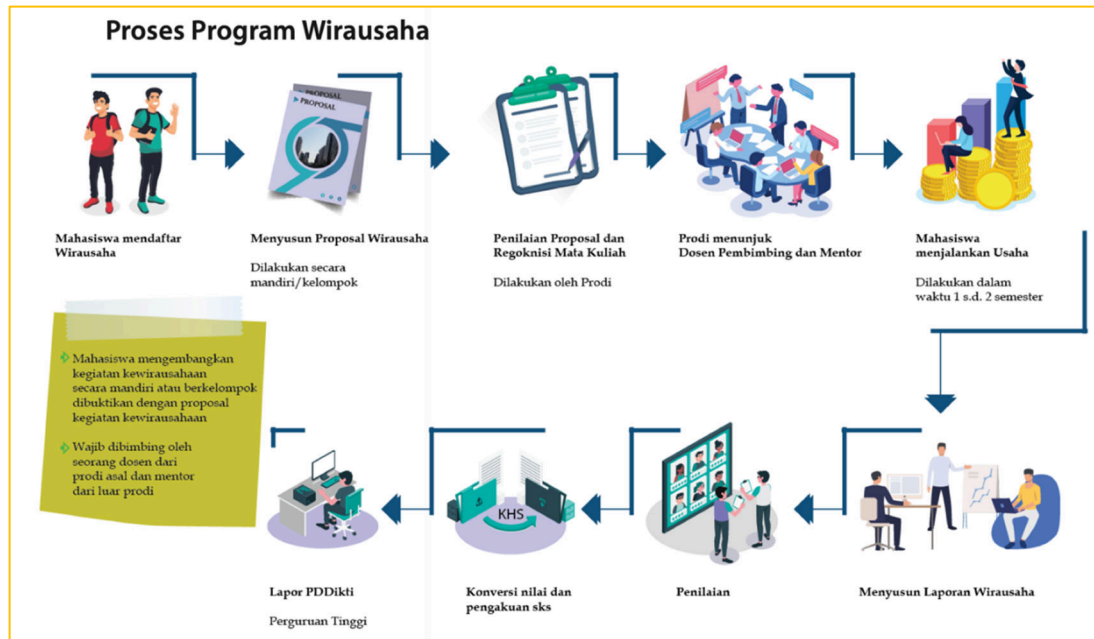 Proses Program Wirausaha
PROPOSAL
PROPOSAL
Mahasiswa mendaftar
Wirausaha
Menyusun Proposal Wirausaha
Dilakukan secara
mandiri/kelompok
Penilaian Proposal dan
Regoknisi Mata Kuliah
Dilakukan oleh Prodi
Prodi menunjuk
Dosen Pembimbing dan Mentor
Mahasiswa
menjalankan Usaha
Dilakukan dalam
waktu 1 s.d. 2 semester
Mahasiswa mengembangkan
kegiatan kewirausahaan
secara mandiri atau berkelompok
dibuktikan dengan proposal
kegiatan kewirausahaan
Wajib dibimbing oleh
seorang dosen dari
prodi asal dan mentor
dari luar prodi
KHS
Lapor PDDikti
Perguruan Tinggi
Konversi nilai dan
pengakuan sks
Penilaian
Menyusun Laporan Wirausaha